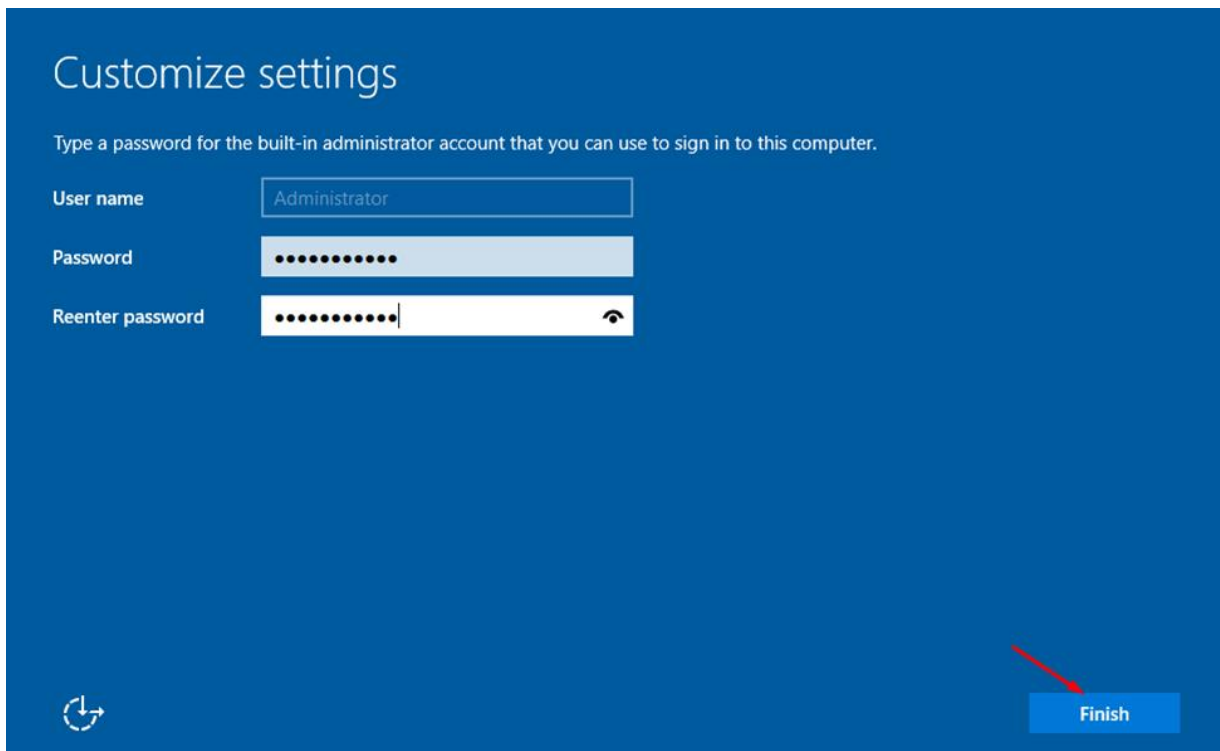 Customize settings
Type a password for the built-in administrator account that you can use to sign in to this computer.
User name Administrator
Password ●●●●●●●●●●●
Reenter password ●●●●●●●●●●●
Finish